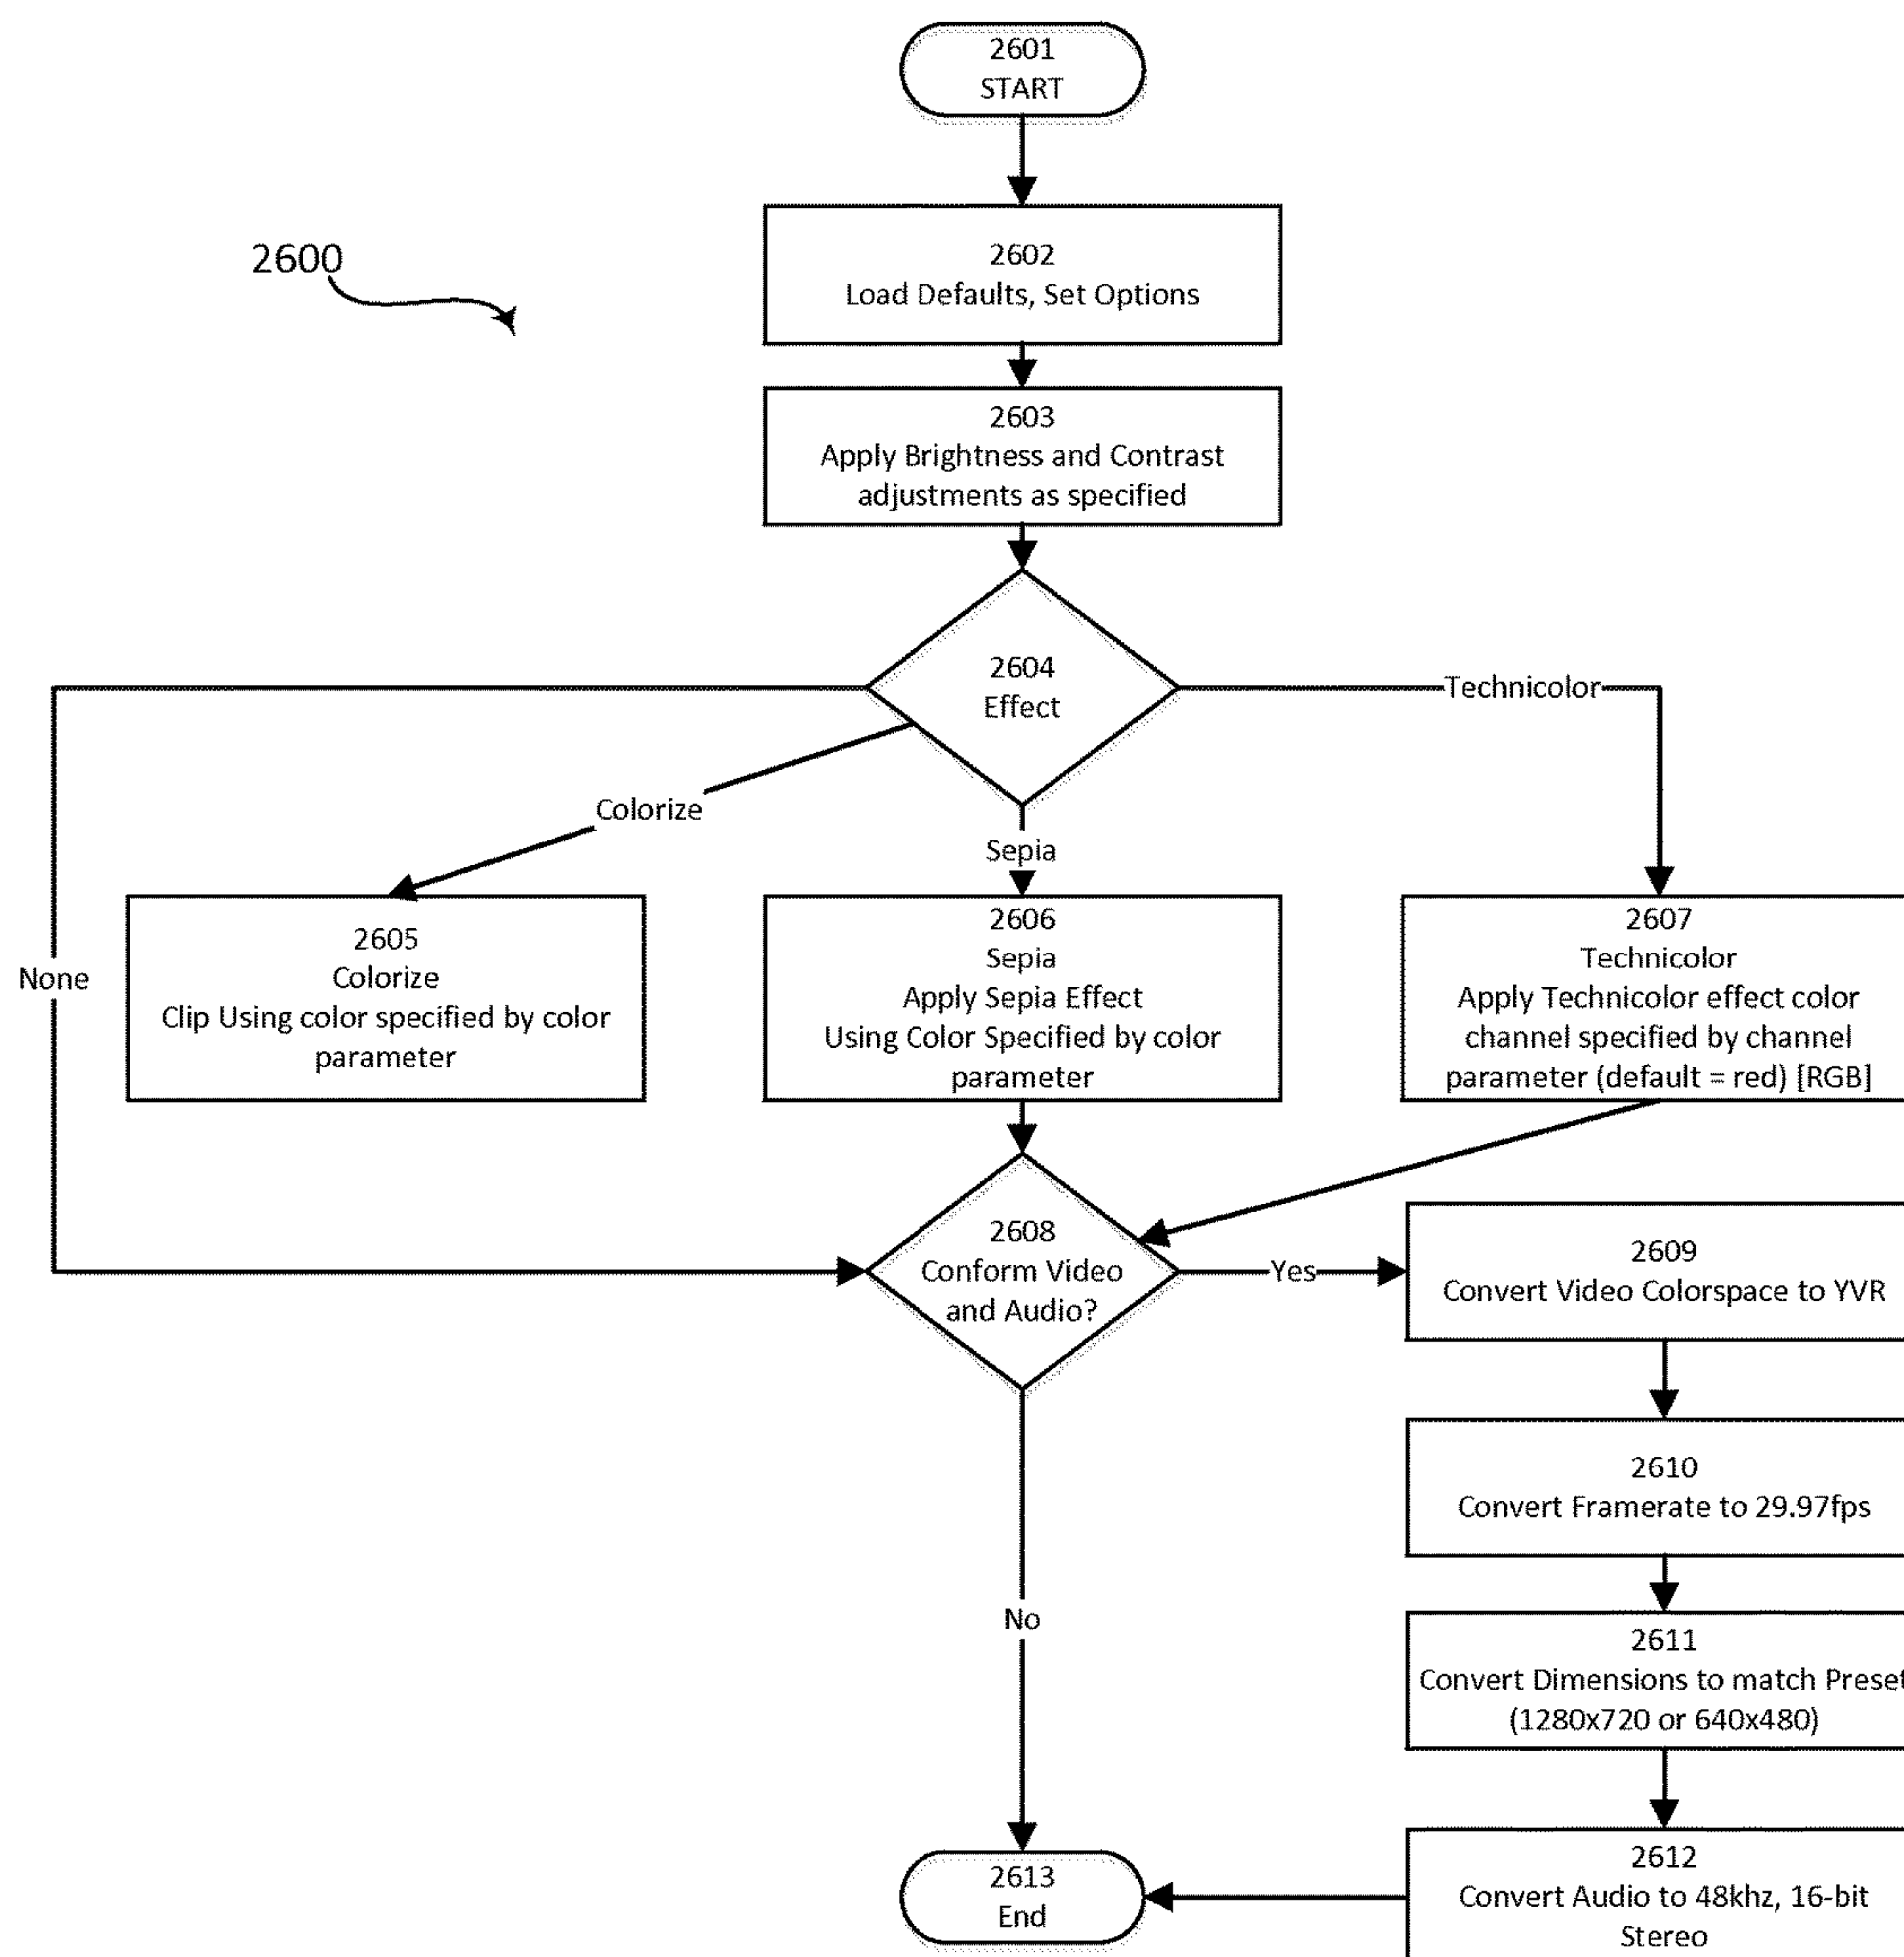 2601
START
2600
2602
Load Defaults, Set Options
2603
Apply Brightness and Contrast
adjustments as specified
2604
Effect
Technicolor
Colorize
Sepia
None
2605
Colorize
Clip Using color specified by color
parameter
2606
Sepia
Apply Sepia Effect
Using Color Specified by color
parameter
2607
Technicolor
Apply Technicolor effect color
channel specified by channel
parameter (default = red) [RGB]
2608
Conform Video
and Audio?
Yes
2609
Convert Video Colorspace to YVR
2610
Convert Framerate to 29.97fps
No
2611
Convert Dimensions to match Preset
(1280x720 or 640x480)
2612
Convert Audio to 48khz, 16-bit
Stereo
2613
End